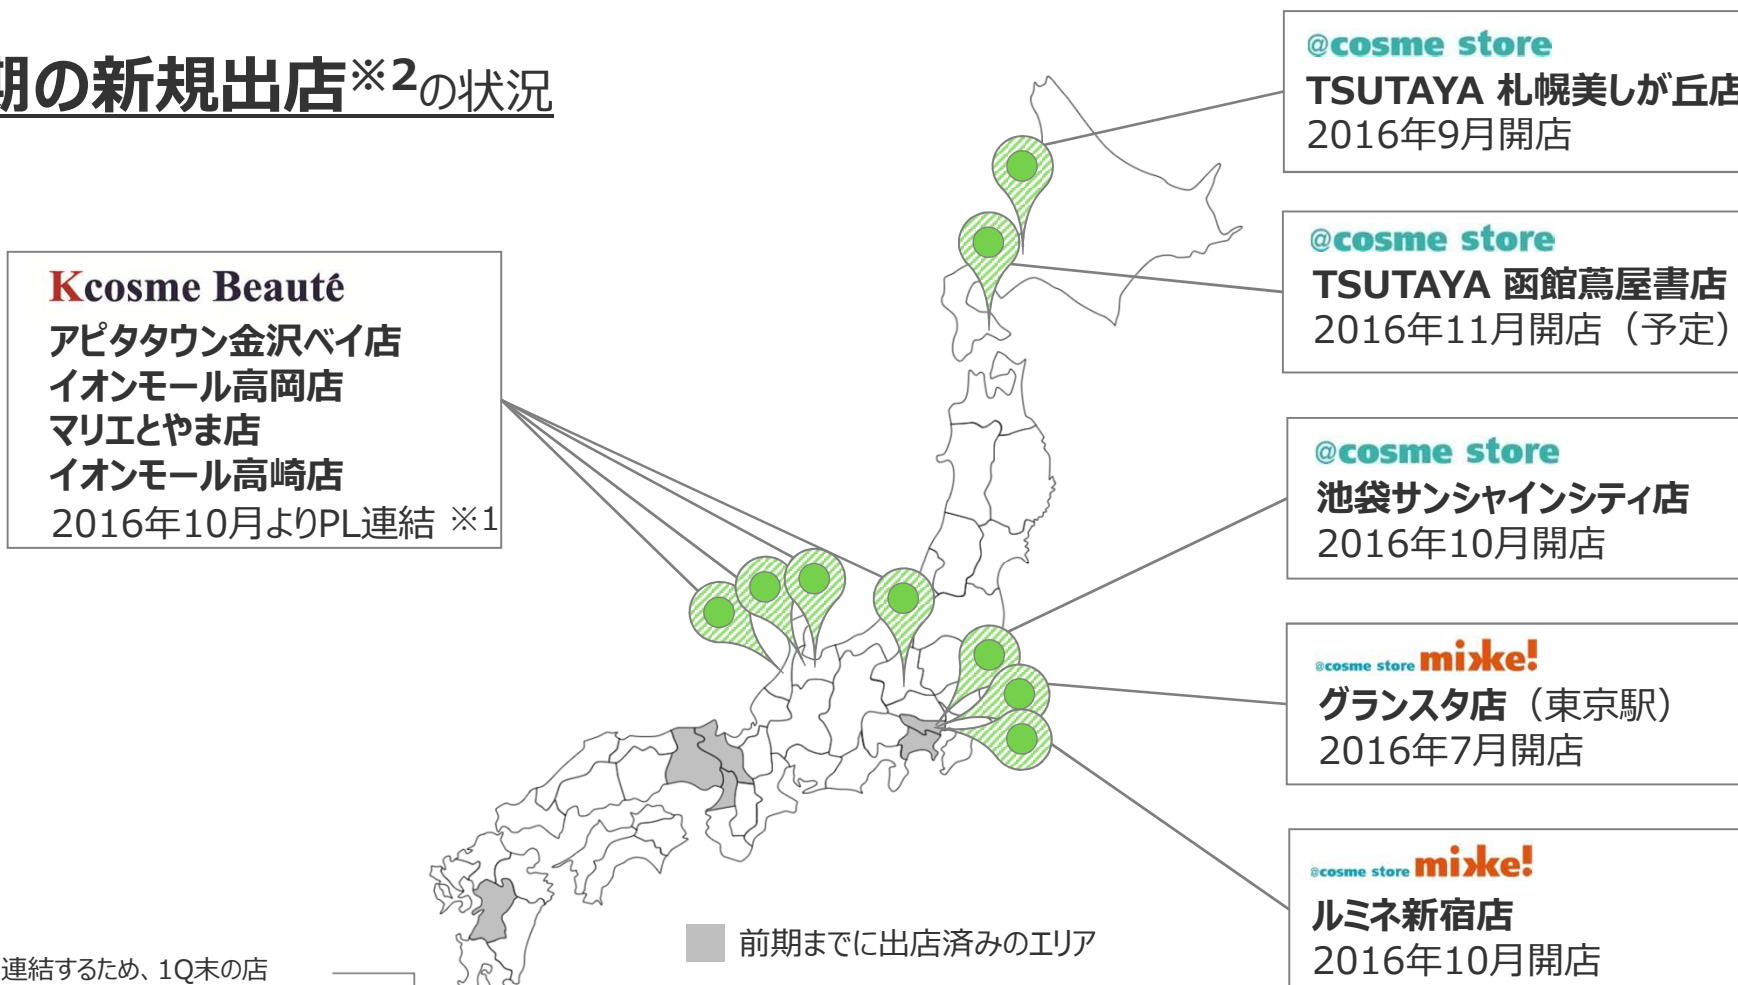 期の新規出店※2の状況
@cosme store
TSUTAYA 札幌美しが丘店
2016年9月開店
@cosme store
TSUTAYA 函館蔦屋書店
2016年11月開店（予定）
Kcosme Beauté
アピタタウン金沢ベイ店
イオンモール高岡店
マリエとやま店
イオンモール高崎店
2016年10月よりPL連結 ※1
@cosme store
池袋サンシャインシティ店
2016年10月開店
@cosme store mikke!
グランスタ店（東京駅）
2016年7月開店
@cosme store mikke!
ルミネ新宿店
2016年10月開店
前期までに出店済みのエリア
連結するため、1Q末の店